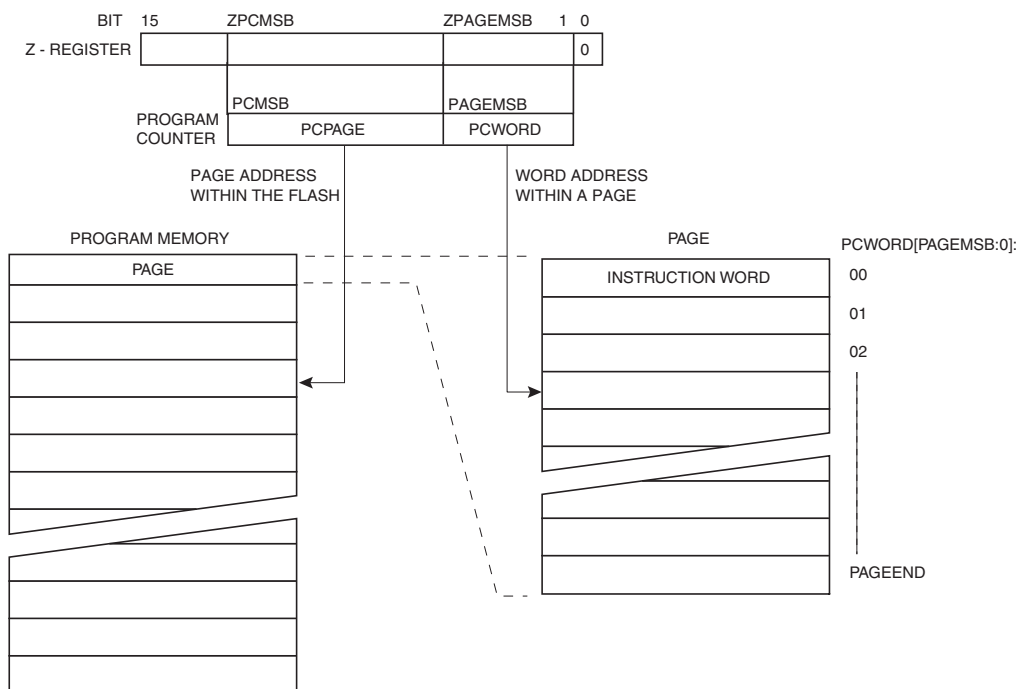 BIT 15 ZPCMSB ZPAGEMSB 1 0
Z - REGISTER 0
PCMSB PAGEMSB
PROGRAM
COUNTER
PCPAGE PCWORD
PAGE ADDRESS
WITHIN THE FLASH
WORD ADDRESS
WITHIN A PAGE
PROGRAM MEMORY
PAGE
PAGE
INSTRUCTION WORD
PCWORD[PAGEMSB:0]:
00
01
02
PAGEEND